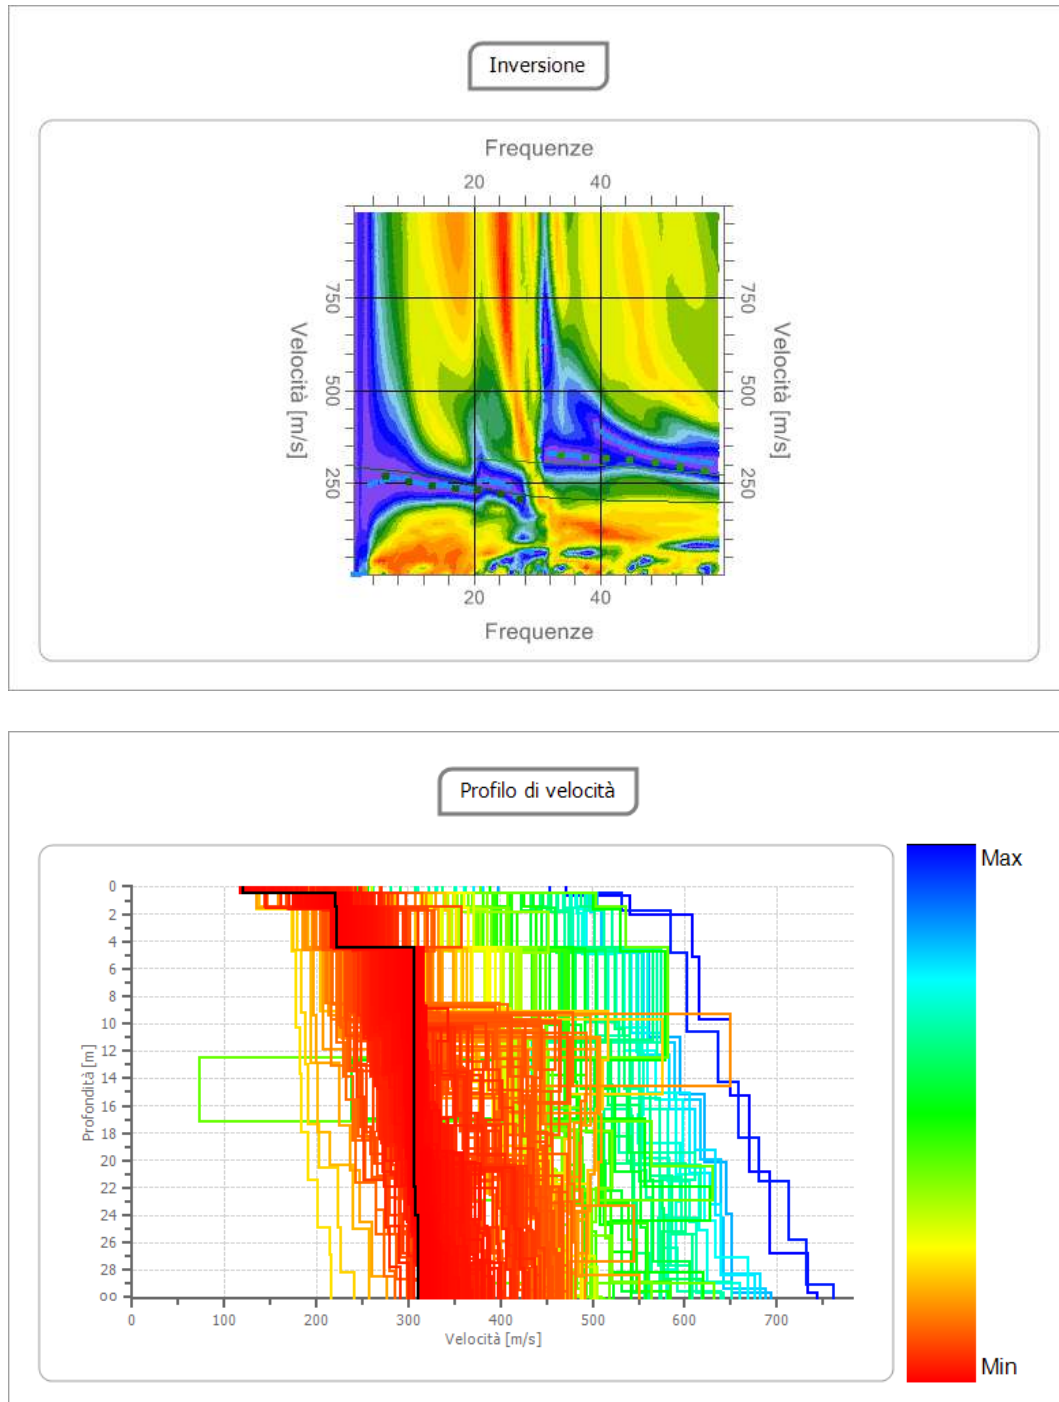 Inversione
Frequenze
20 40
750 750
500 500
250 250
Velocità [m/s] Velocità [m/s]
20 40
Frequenze
Profilo di velocità
Max
Min
0
2
4
6
8
10
12
14
16
18
20
22
24
26
28
oo
Profondità [m]
0 100 200 300 400 500 600 700
Velocità [m/s]